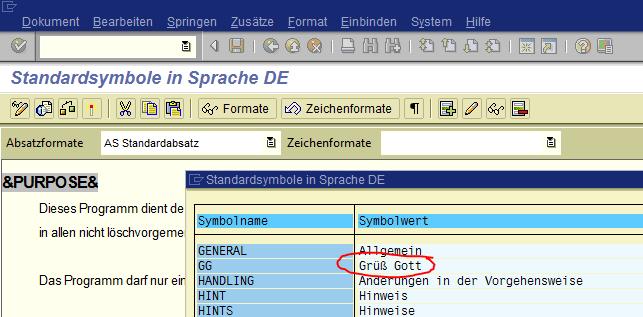 Dokument Bearbeiten Springen Zusätze Format Einbinden System Hilfe
Standardsymbole in Sprache DE
Formate Zeichenformate ¶
Absatzformate AS Standardabsatz Zeichenformate
&PURPOSE&
Dieses Programm dient de
in allen nicht löschvorgeme
Das Programm darf nur ein
Standardsymbole in Sprache DE
Symbolname Symbolwert
GENERAL Allgemein
GG Grüß Gott
HANDLING Änderungen in der Vorgehensweise
HINT Hinweis
HINTS Hinweise